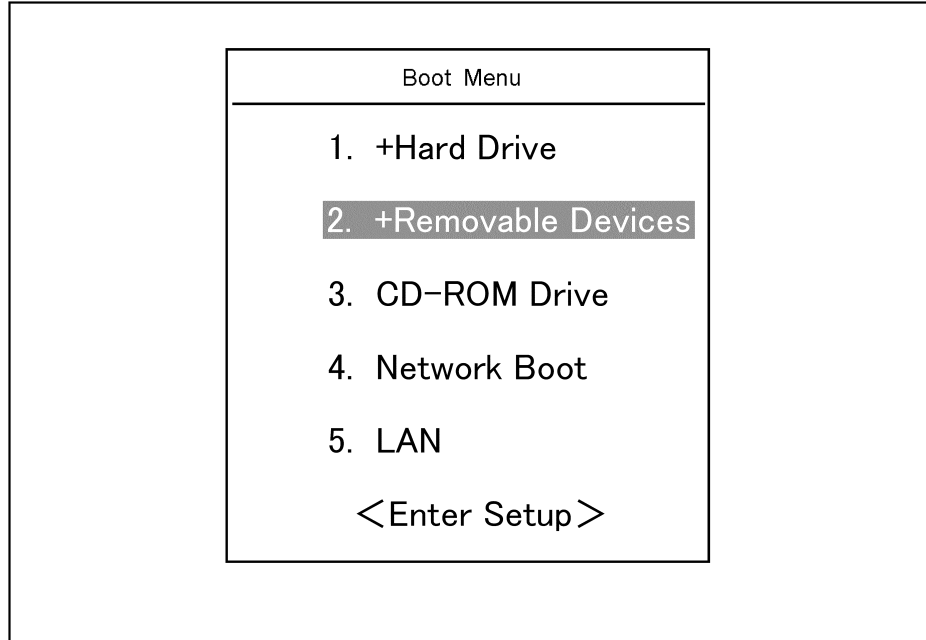 Boot Menu
1. +Hard Drive
2. +Removable Devices
3. CD-ROM Drive
4. Network Boot
5. LAN
<Enter Setup>